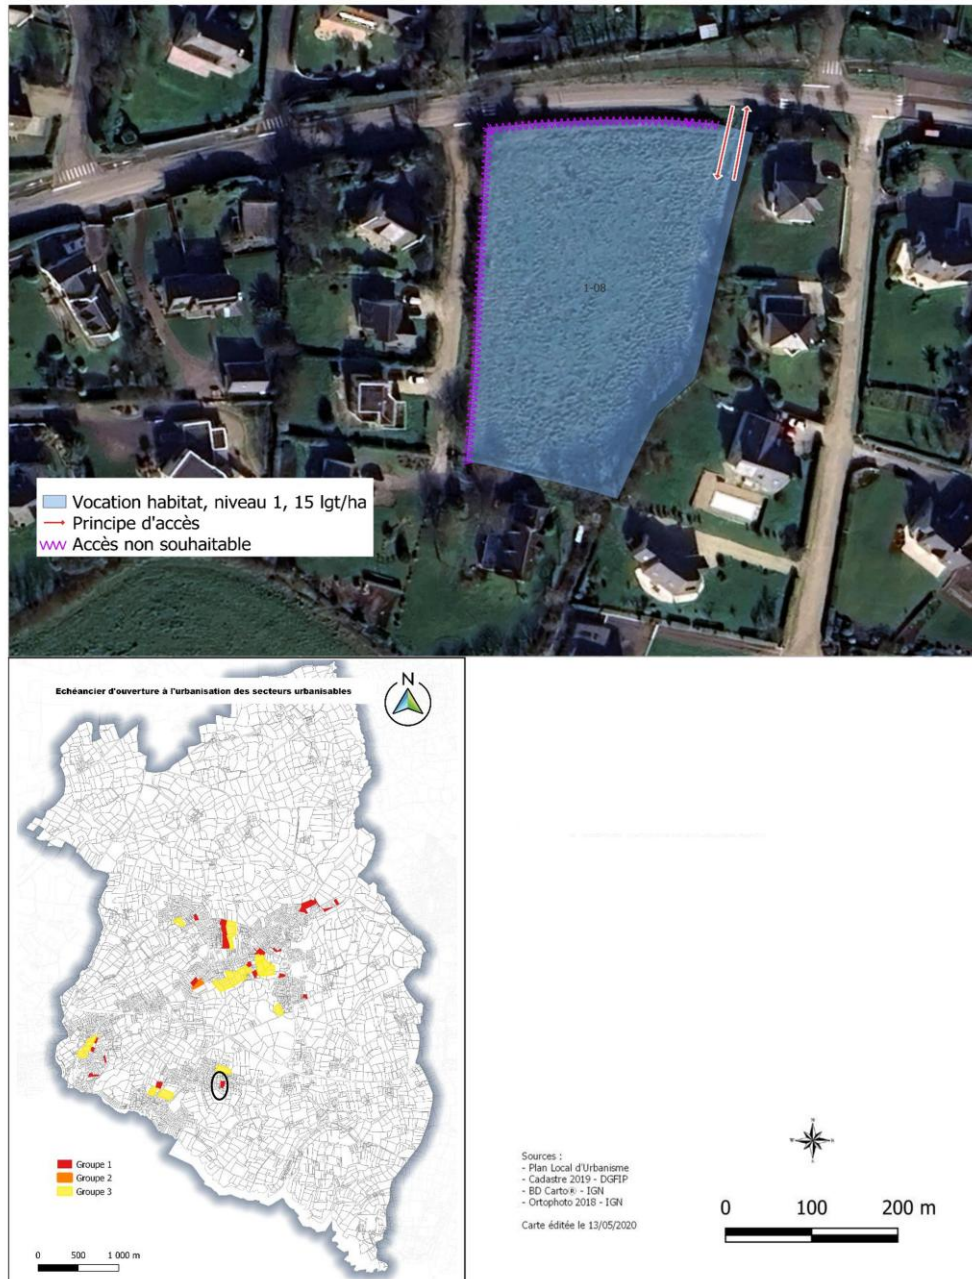 1-08
Vocation habitat, niveau 1, 15 lgt/ha
Principe d'accès
Accès non souhaitable
Echéancier d'ouverture à l'urbanisation des secteurs urbanisables
N
Groupe 1
Groupe 2
Groupe 3
0 500 1 000 m
Sources :
- Plan Local d'Urbanisme
- Cadastre 2019 - DGFIP
- BD Carto® - IGN
- Ortophoto 2018 - IGN
Carte éditée le 13/05/2020
N
W E
S
0 100 200 m